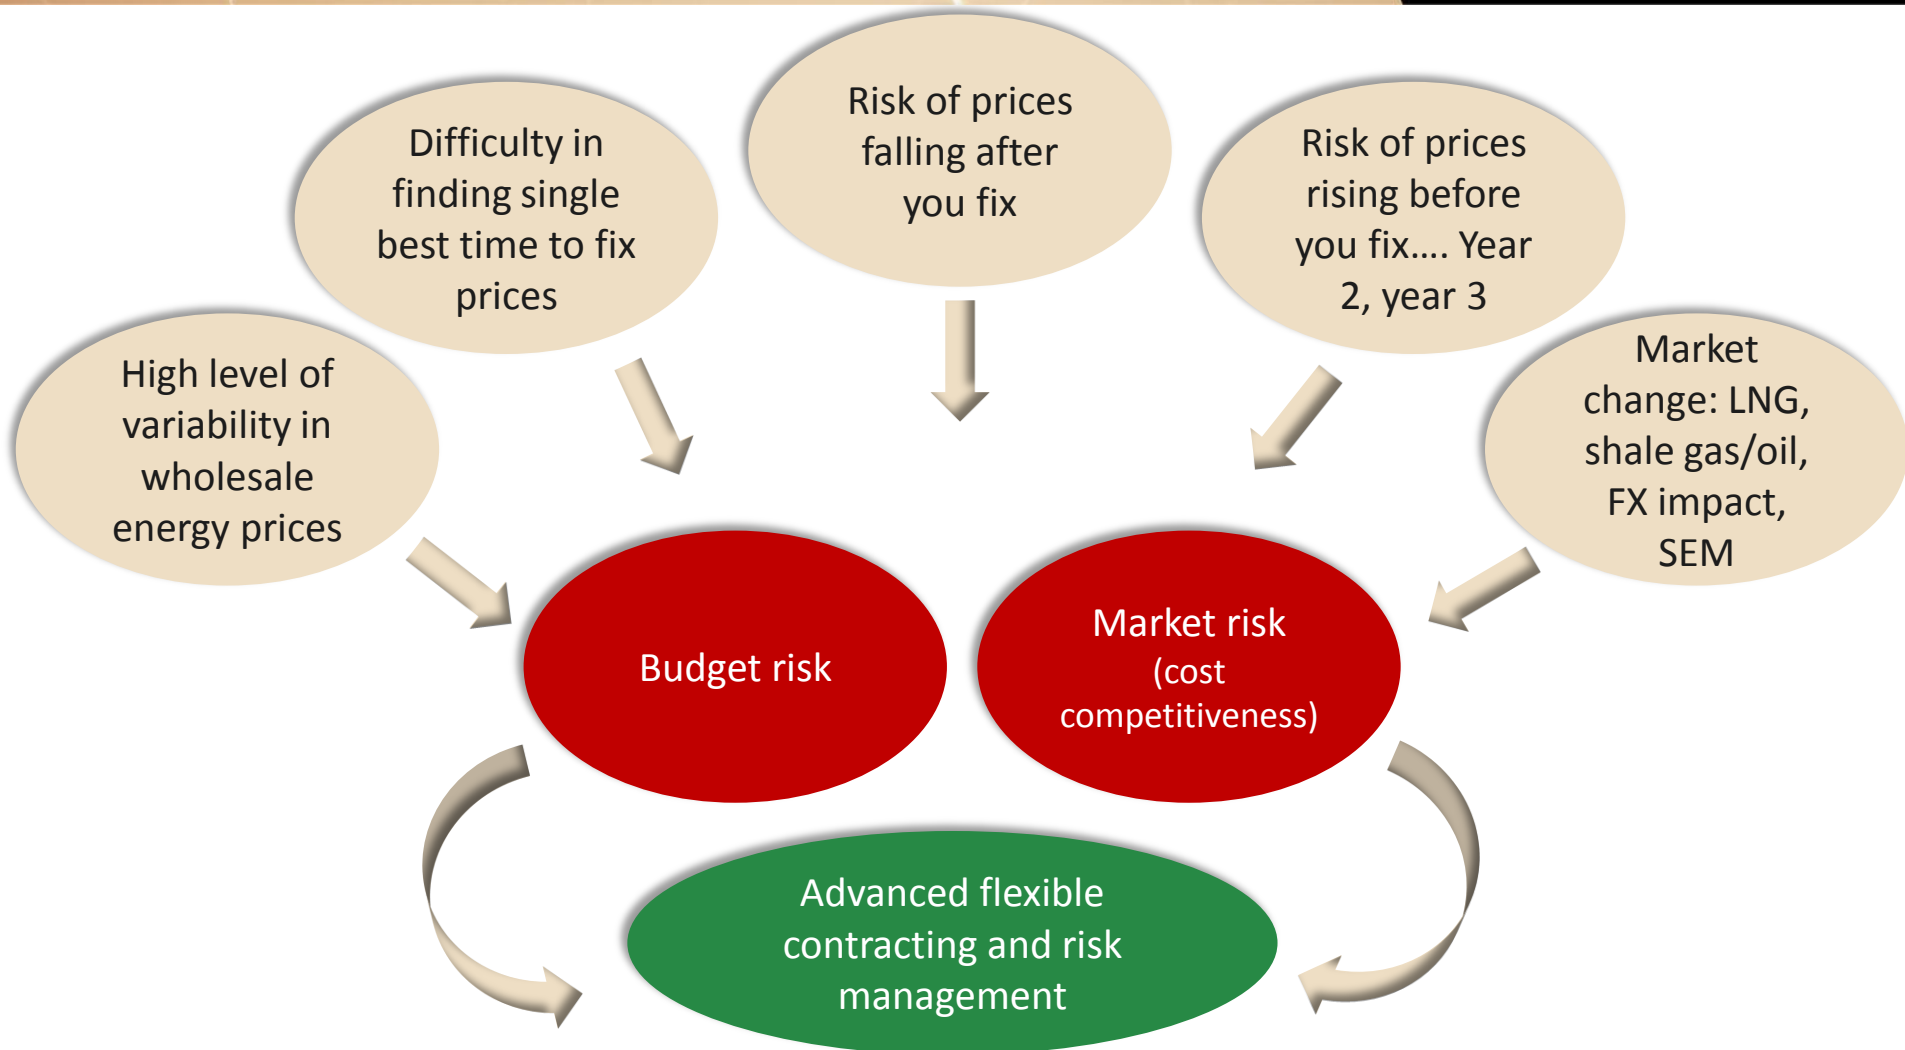 High level of
variability in
wholesale
energy prices
Difficulty in
finding single
best time to fix
prices
Risk of prices
falling after
you fix
Risk of prices
rising before
you fix.... Year
2, year 3
Market
change: LNG,
shale gas/oil,
FX impact,
SEM
Budget risk
Market risk
(cost
competitiveness)
Advanced flexible
contracting and risk
management